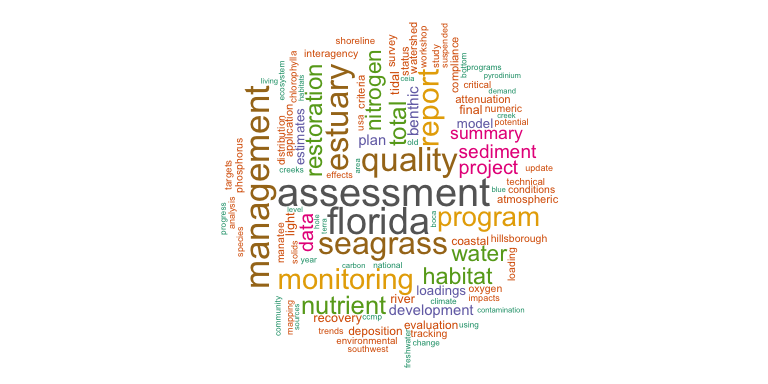 shoreline
interagency
survey
status
watershed
workshop
study
suspended
compliance
bottom
programs
pyrodinium
demand
critical
living
ecosystem
habitats
chlorophyll
restoration
estuary
usa
criteria
nitrogen
tidal
total
ceia
benthic
report
attenuation
final
numeric
creek
model
potential
summary
distribution
application
estimates
plan
old
management
creeks
effects
area
quality
sediment
project
update
technical
blue
conditions
atmospheric
targets
phosphorus
assessment
progress
analysis
species
manatee
light
solids
level
data
hole
terra
florida
boca
program
seagrass
coastal
hillsborough
year
carbon
national
water
loading
monitoring
habitat
loadings
oxygen
climate
impacts
community
mapping
sources
nutrient
river
development
contamination
recovery
ccmp
trends
deposition
evaluation
using
tracking
environmental
southwest
freshwater
change